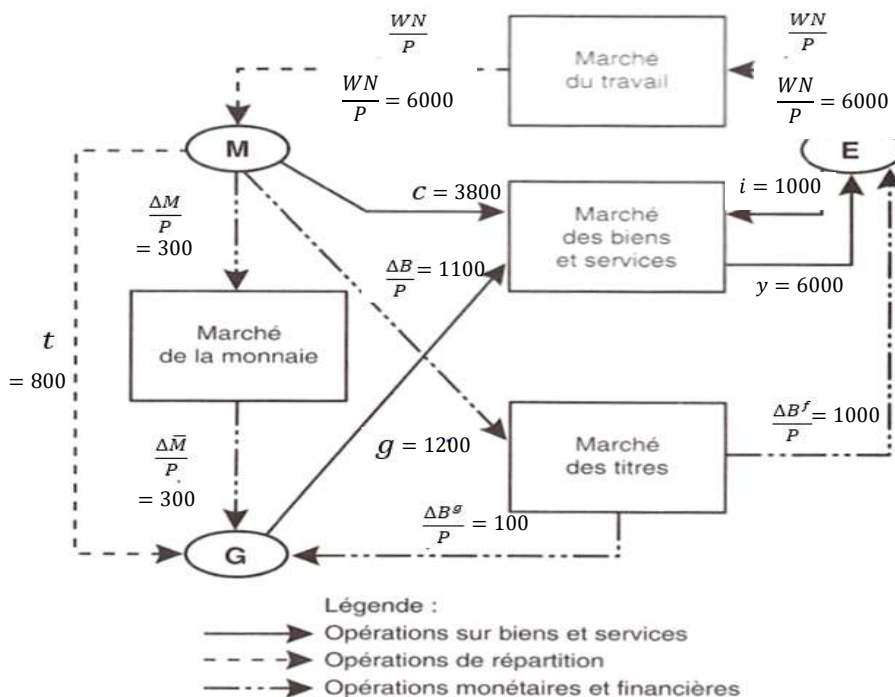 WN/P
WN/P
Marché
du travail
WN/P = 6000
WN/P = 6000
M
E
c = 3800
i = 1000
Marché
des biens
et services
ΔM/P
= 300
ΔB/P = 1100
y = 6000
Marché
de la monnaie
t
= 800
ΔM̅/P
= 300
g = 1200
Marché
des titres
ΔB^f/P = 1000
ΔB^g/P = 100
G
Légende :
Opérations sur biens et services
Opérations de répartition
Opérations monétaires et financières